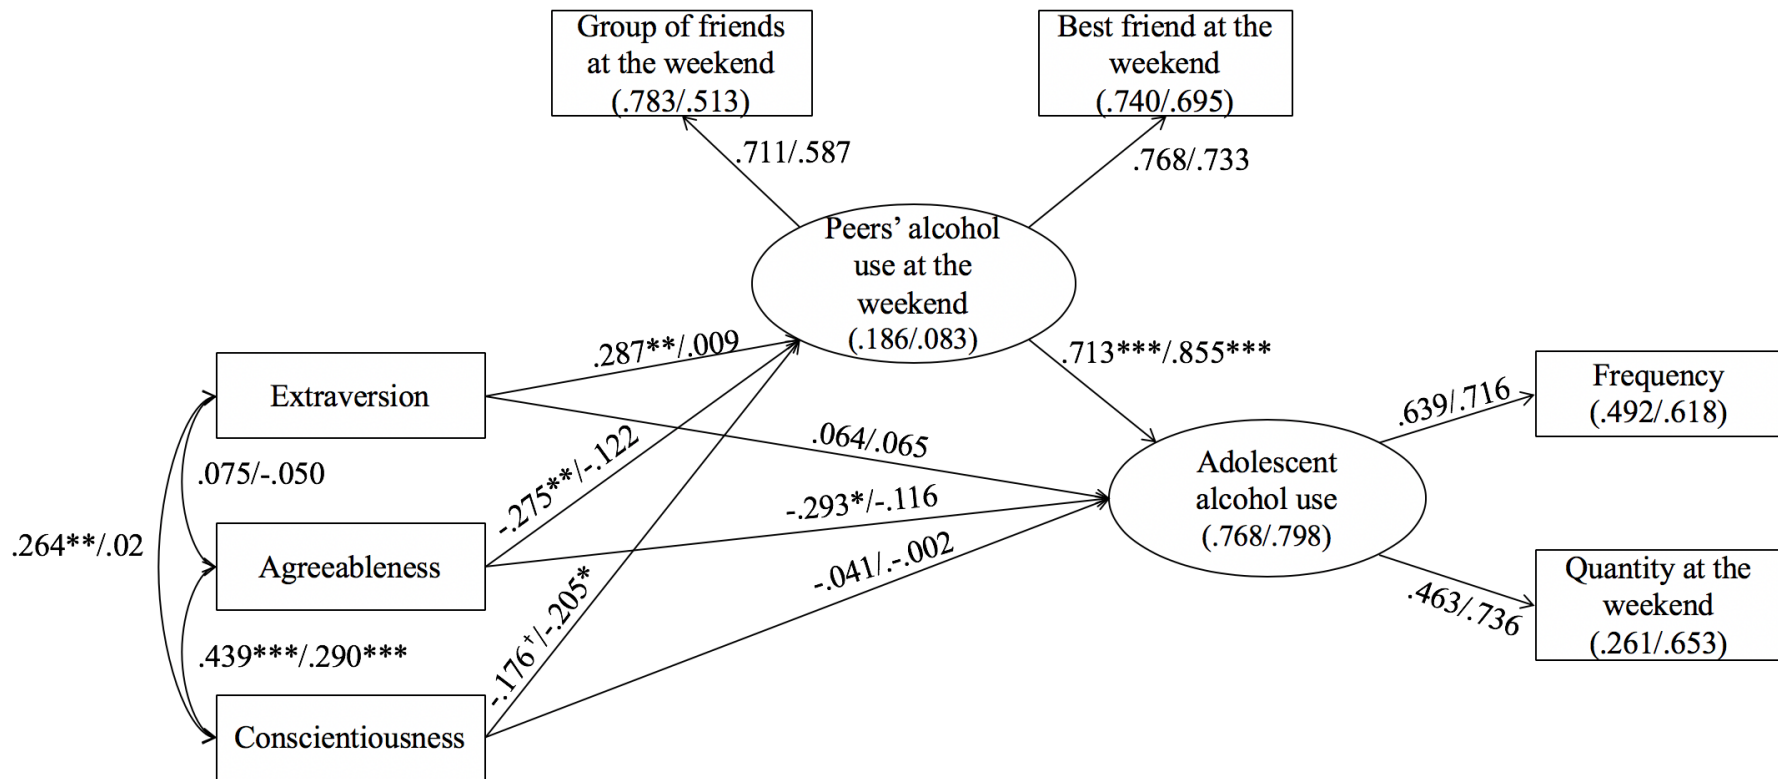 Group of friends
at the weekend
(.783/.513)
Best friend at the
weekend
(.740/.695)
.711/.587
.768/.733
Peers’ alcohol
use at the
weekend
(.186/.083)
.287**/.009
.713***/.855***
Extraversion
Frequency
(.492/.618)
.639/.716
.064/.065
.075/-.050
-.275**/-.122
Adolescent
alcohol use
(.768/.798)
-.293*/-.116
.264**/.02
Agreeableness
-.041/.-.002
Quantity at the
weekend
(.261/.653)
.463/.736
-.176†/-.205*
.439***/.290***
Conscientiousness